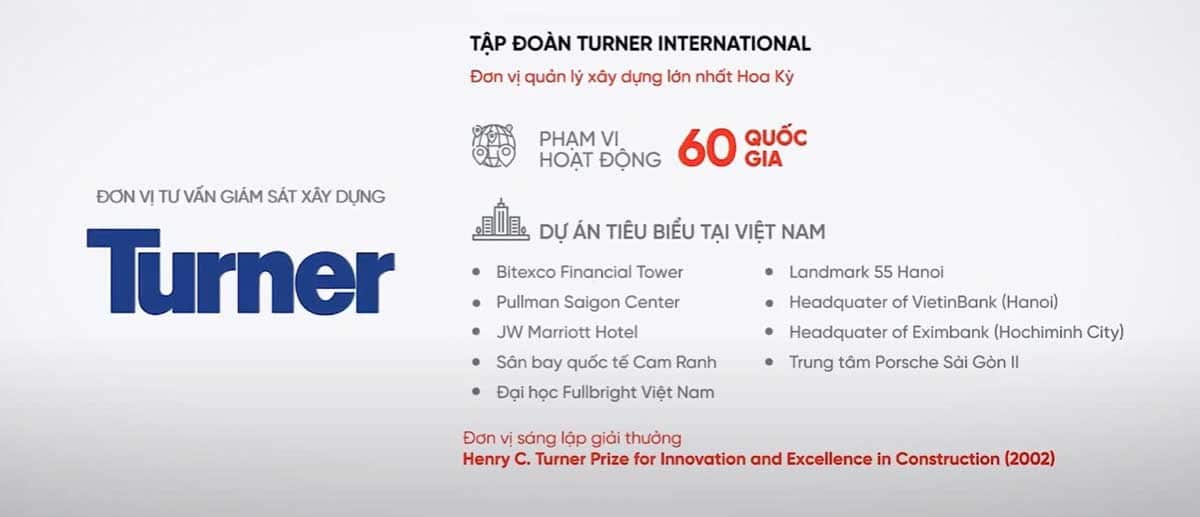 ĐƠN VỊ TƯ VẤN GIÁM SÁT XÂY DỰNG
Turner
TẬP ĐOÀN TURNER INTERNATIONAL
Đơn vị quản lý xây dựng lớn nhất Hoa Kỳ
PHẠM VI
HOẠT ĐỘNG
60
QUỐC
GIA
DỰ ÁN TIÊU BIỂU TẠI VIỆT NAM
• Bitexco Financial Tower
• Pullman Saigon Center
• JW Marriott Hotel
• Sân bay quốc tế Cam Ranh
• Đại học Fullbright Việt Nam
• Landmark 55 Hanoi
• Headquater of VietinBank (Hanoi)
• Headquater of Eximbank (Hochiminh City)
• Trung tâm Porsche Sài Gòn II
Đơn vị sáng lập giải thưởng
Henry C. Turner Prize for Innovation and Excellence in Construction (2002)